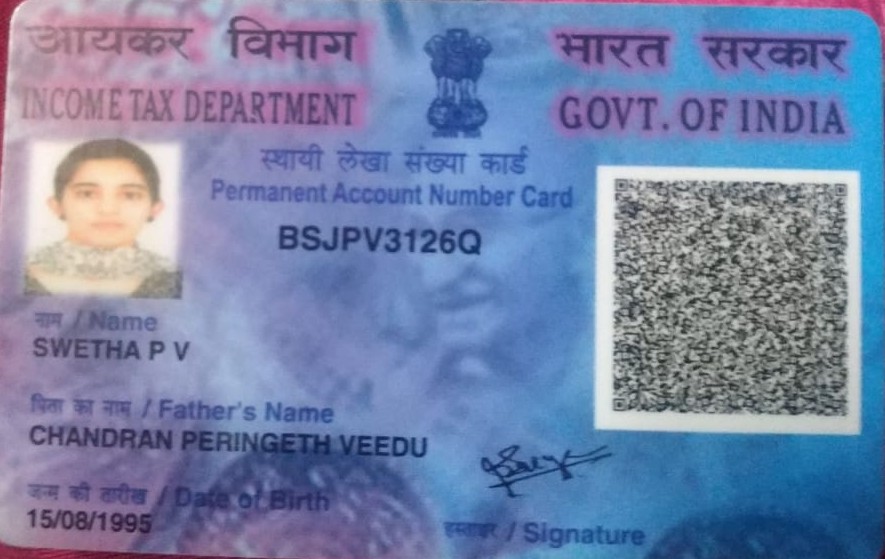 आयकर विभाग
INCOME TAX DEPARTMENT
भारत सरकार
GOVT. OF INDIA
स्थायी लेखा संख्या कार्ड
Permanent Account Number Card
BSJPV3126Q
नाम / Name
SWETHA P V
पिता का नाम / Father's Name
CHANDRAN PERINGETH VEEDU
जन्म की तारीख / Date of Birth
15/08/1995
हस्ताक्षर / Signature